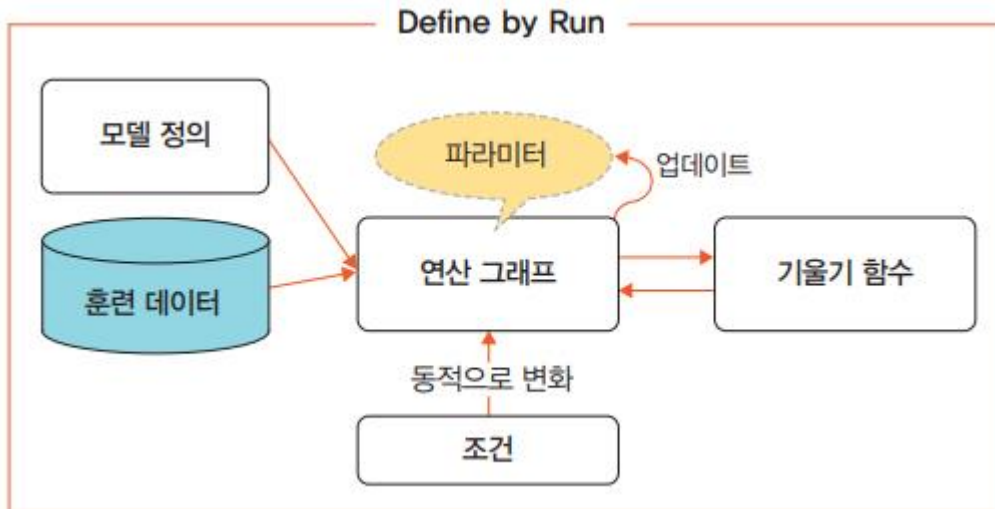 Define by Run
모델 정의
파라미터
업데이트
훈련 데이터
연산 그래프
기울기 함수
동적으로 변화
조건